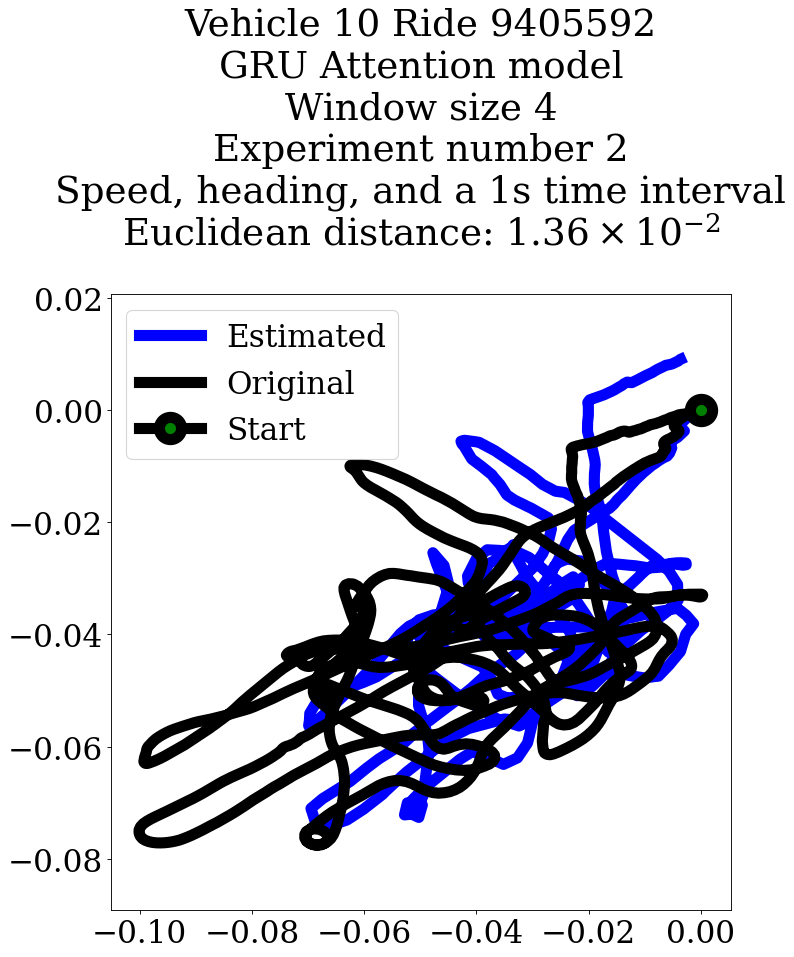 Vehicle 10 Ride 9405592
GRU Attention model
Window size 4
Experiment number 2
Speed, heading, and a 1s time interval
Euclidean distance: 1.36 × 10⁻²
Estimated
Original
Start
0.02
0.00
−0.02
−0.04
−0.06
−0.08
−0.10 −0.08 −0.06 −0.04 −0.02 0.00